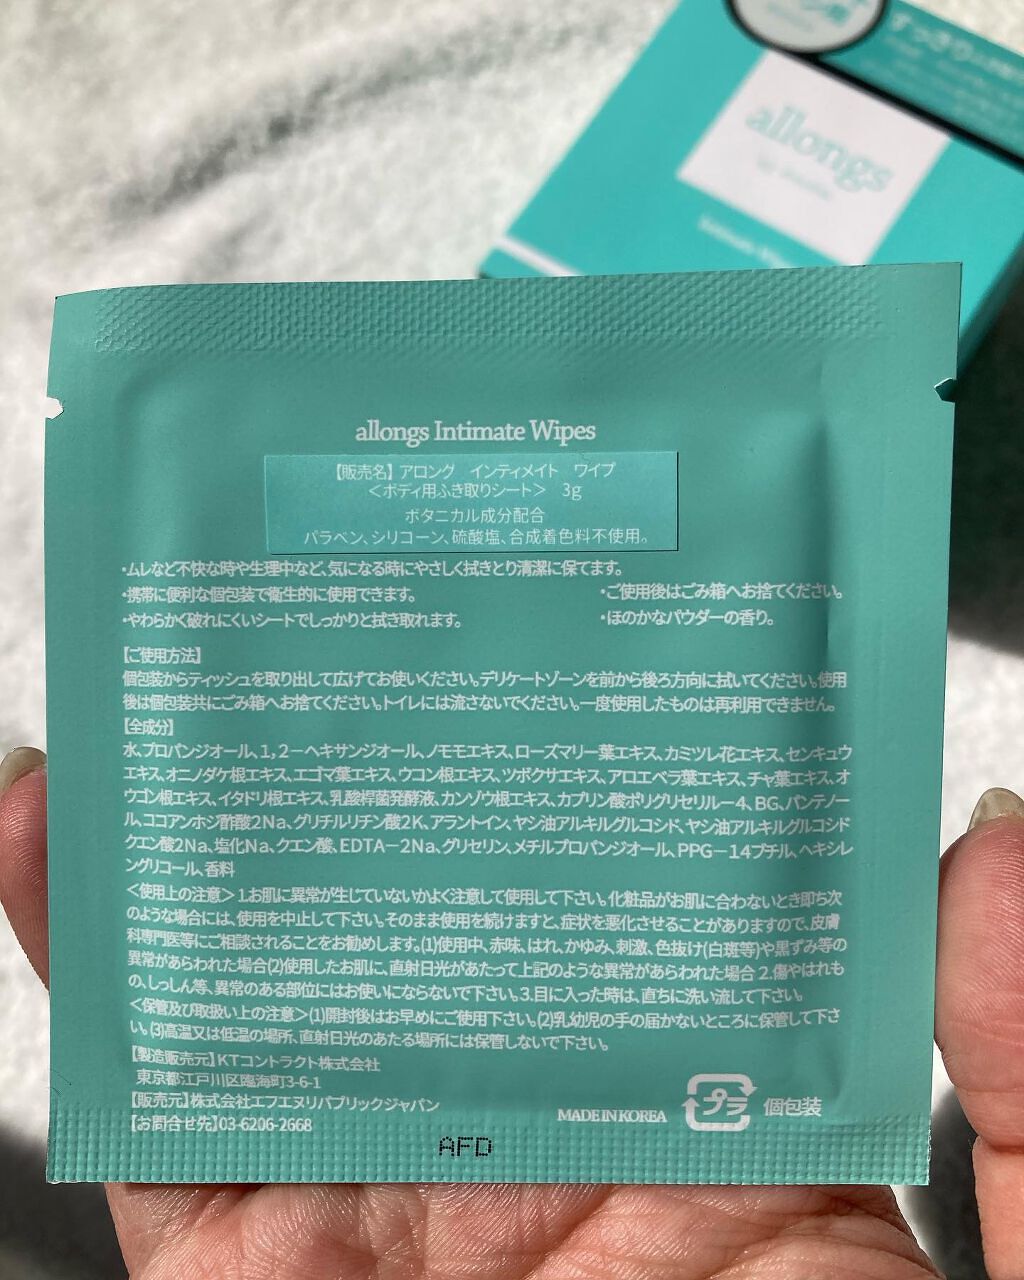 すっきり
allongs
Intimate
allongs Intimate Wipes
【販売名】アロング　インティメイト　ワイプ
＜ボディ用ふき取りシート＞　3g
ボタニカル成分配合
パラベン、シリコーン、硫酸塩、合成着色料不使用。
・ムレなど不快な時や生理中など、気になる時にやさしく拭きとり清潔に保てます。
・携帯に便利な個包装で衛生的に使用できます。
・ご使用後はごみ箱へお捨てください。
・やわらかく破れにくいシートでしっかりと拭き取れます。
・ほのかなパウダーの香り。
【ご使用方法】
個包装からティッシュを取り出して広げてお使いください。デリケートゾーンを前から後ろ方向に拭いてください。使用
後は個包装共にごみ箱へお捨てください。トイレには流さないでください。一度使用したものは再利用できません。
【全成分】
水、プロパンジオール、1，2－ヘキサンジオール、ノモモエキス、ローズマリー葉エキス、カミツレ花エキス、センキュウ
エキス、オニノダケ根エキス、エゴマ葉エキス、ウコン根エキス、ツボクサエキス、アロエベラ葉エキス、チャ葉エキス、オ
ウゴン根エキス、イタドリ根エキス、乳酸桿菌発酵液、カンゾウ根エキス、カプリン酸ポリグリセリル－4、BG、パンテノー
ル、ココアンホジ酢酸2Na、グリチルリチン酸2K、アラントイン、ヤシ油アルキルグルコシド、ヤシ油アルキルグルコシド
クエン酸2Na、塩化Na、クエン酸、EDTA－2Na、グリセリン、メチルプロパンジオール、PPG－14ブチル、ヘキシレ
ングリコール、香料
＜使用上の注意＞ 1.お肌に異常が生じていないかよく注意して使用して下さい。化粧品がお肌に合わないとき即ち次
のような場合には、使用を中止して下さい。そのまま使用を続けますと、症状を悪化させることがありますので、皮膚
科専門医等にご相談されることをお勧めします。(1)使用中、赤味、はれ、かゆみ、刺激、色抜け(白斑等)や黒ずみ等の
異常があらわれた場合(2)使用したお肌に、直射日光があたって上記のような異常があらわれた場合 2.傷やはれも
の、しっしん等、異常のある部位にはお使いにならないで下さい。3.目に入った時は、直ちに洗い流して下さい。
＜保管及び取扱い上の注意＞(1)開封後はお早めにご使用下さい。(2)乳幼児の手の届かないところに保管して下さ
い。(3)高温又は低温の場所、直射日光のあたる場所には保管しないで下さい。
【製造販売元】KTコントラクト株式会社
東京都江戸川区臨海町3-6-1
【販売元】株式会社エフエヌリパブリックジャパン
【お問合せ先】03-6206-2668
MADE IN KOREA
プラ
個包装
AFD